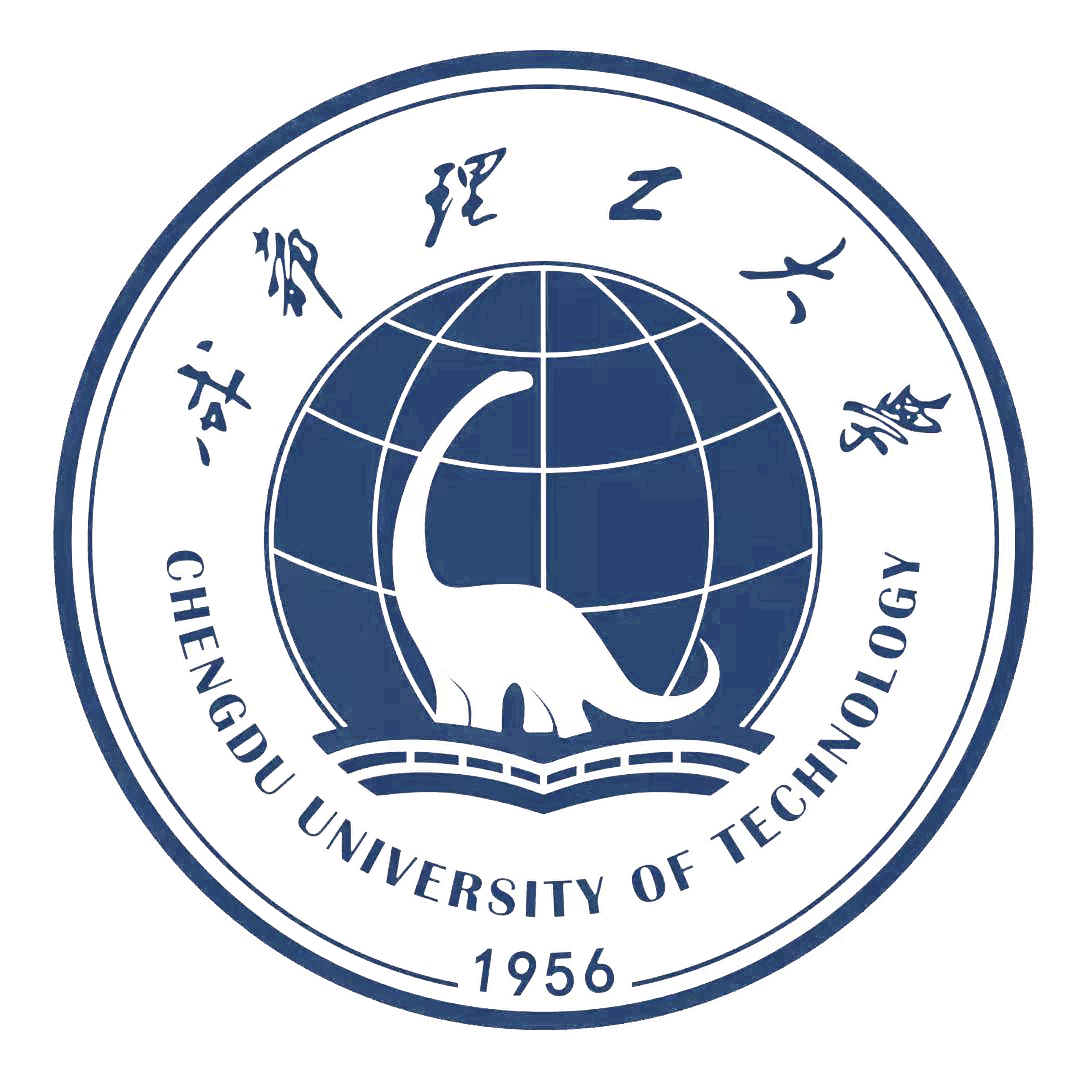 成都理工大学
CHENGDU UNIVERSITY OF TECHNOLOGY
1956